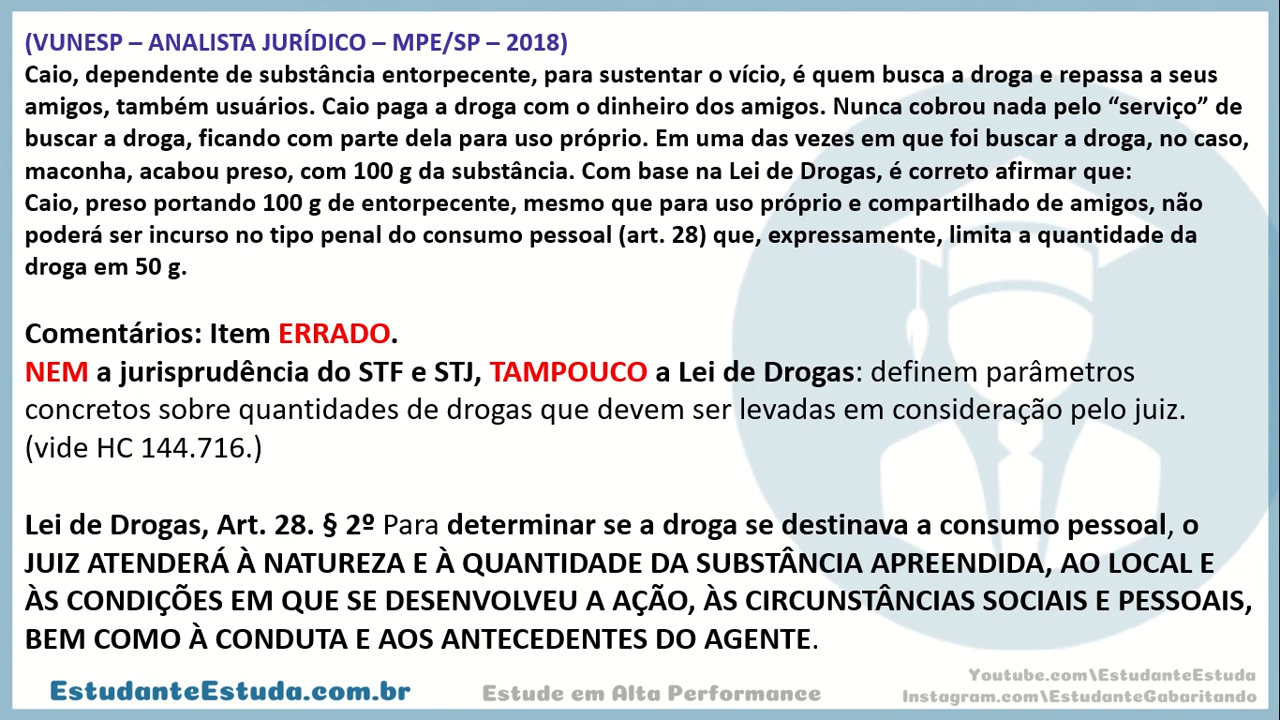 (VUNESP – ANALISTA JURÍDICO – MPE/SP – 2018)
Caio, dependente de substância entorpecente, para sustentar o vício, é quem busca a droga e repassa a seus
amigos, também usuários. Caio paga a droga com o dinheiro dos amigos. Nunca cobrou nada pelo “serviço” de
buscar a droga, ficando com parte dela para uso próprio. Em uma das vezes em que foi buscar a droga, no caso,
maconha, acabou preso, com 100 g da substância. Com base na Lei de Drogas, é correto afirmar que:
Caio, preso portando 100 g de entorpecente, mesmo que para uso próprio e compartilhado de amigos, não
poderá ser incurso no tipo penal do consumo pessoal (art. 28) que, expressamente, limita a quantidade da
droga em 50 g.
Comentários: Item ERRADO.
NEM a jurisprudência do STF e STJ, TAMPOUCO a Lei de Drogas: definem parâmetros
concretos sobre quantidades de drogas que devem ser levadas em consideração pelo juiz.
(vide HC 144.716.)
Lei de Drogas, Art. 28. § 2º Para determinar se a droga se destinava a consumo pessoal, o
JUIZ ATENDERÁ À NATUREZA E À QUANTIDADE DA SUBSTÂNCIA APREENDIDA, AO LOCAL E
ÀS CONDIÇÕES EM QUE SE DESENVOLVEU A AÇÃO, ÀS CIRCUNSTÂNCIAS SOCIAIS E PESSOAIS,
BEM COMO À CONDUTA E AOS ANTECEDENTES DO AGENTE.
EstudanteEstuda.com.br
Estude em Alta Performance
Youtube.com\EstudanteEstuda
Instagram.com\EstudanteGabaritando